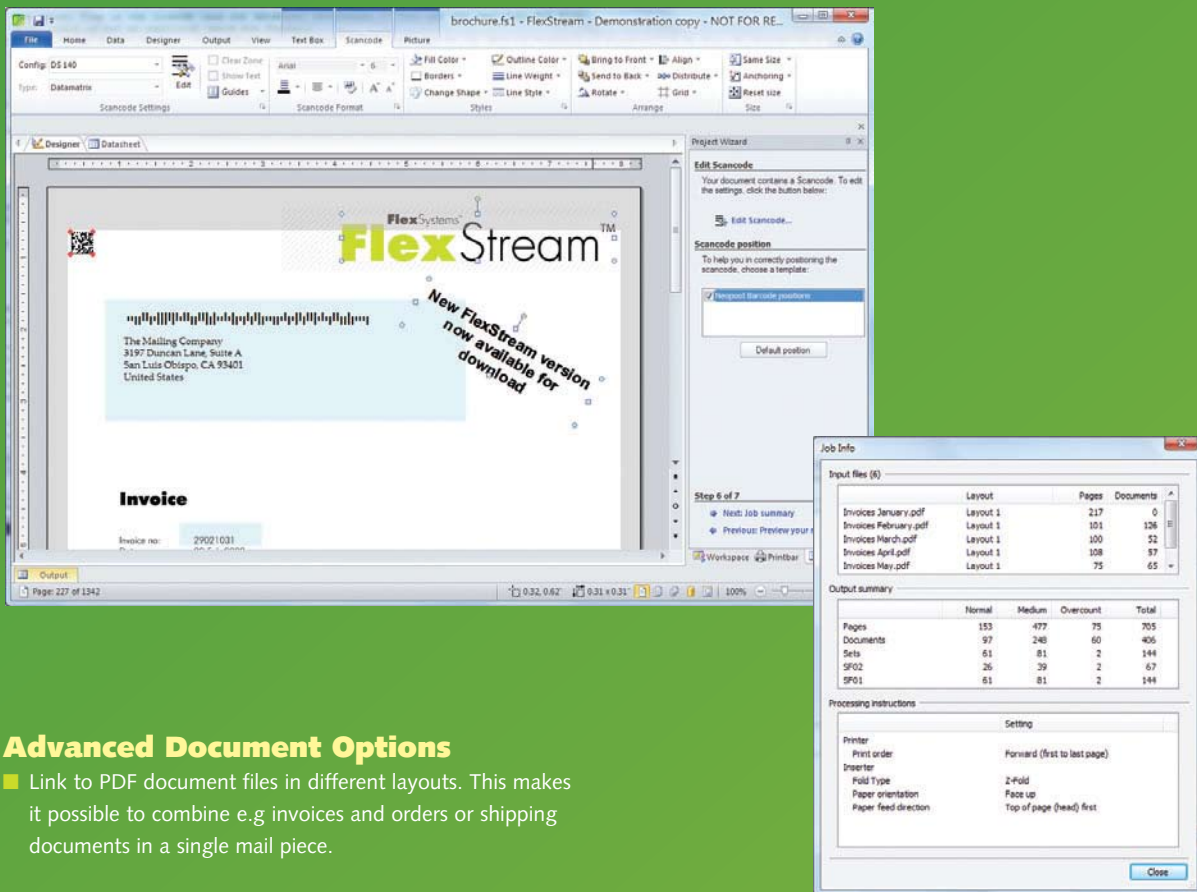 brochure.fs1 - FlexStream - Demonstration copy - NOT FOR RE...
File Home Data Designer Output View Text Box Scancode Picture
Config: DS 140
Type: Datamatrix
Edit
Clear Zone
Show Text
Guides
Arial 6
Fill Color Outline Color
Borders Line Weight
Change Shape Line Style
Bring to Front Align
Send to Back Distribute
Rotate Grid
Same Size
Anchoring
Reset size
Scancode Settings Scancode Format Styles Arrange Size
Designer Datasheet
Project Wizard
Edit Scancode
Your document contains a Scancode. To edit
the settings, click the button below:
Edit Scancode...
Scancode position
To help you in correctly positioning the
scancode, choose a template:
Neopost Barcode positions
Default position
FlexSystems
FlexStream™
New FlexStream version
now available for
download
The Mailing Company
3197 Duncan Lane, Suite A
San Luis Obispo, CA 93401
United States
Invoice
Invoice no: 29021031
Step 6 of 7
Next: Job summary
Previous: Preview your
Workspace Printbar
Output
Page: 227 of 1342
0.32, 0.62" 0.31 x 0.31" 100%
Job Info
Input files (6)
Layout Pages Documents
Invoices January.pdf Layout 1 217 0
Invoices February.pdf Layout 1 101 126
Invoices March.pdf Layout 1 100 52
Invoices April.pdf Layout 1 108 57
Invoices May.pdf Layout 1 75 65
Output summary
Normal Medium Overcount Total
Pages 153 477 75 705
Documents 97 248 60 406
Sets 61 81 2 144
SF02 26 39 2 67
SF01 61 81 2 144
Processing instructions
Setting
Printer
Print order Forward (first to last page)
Inserter
Fold Type Z-Fold
Paper orientation Face up
Paper feed direction Top of page (head) first
Close
Advanced Document Options
Link to PDF document files in different layouts. This makes
it possible to combine e.g invoices and orders or shipping
documents in a single mail piece.